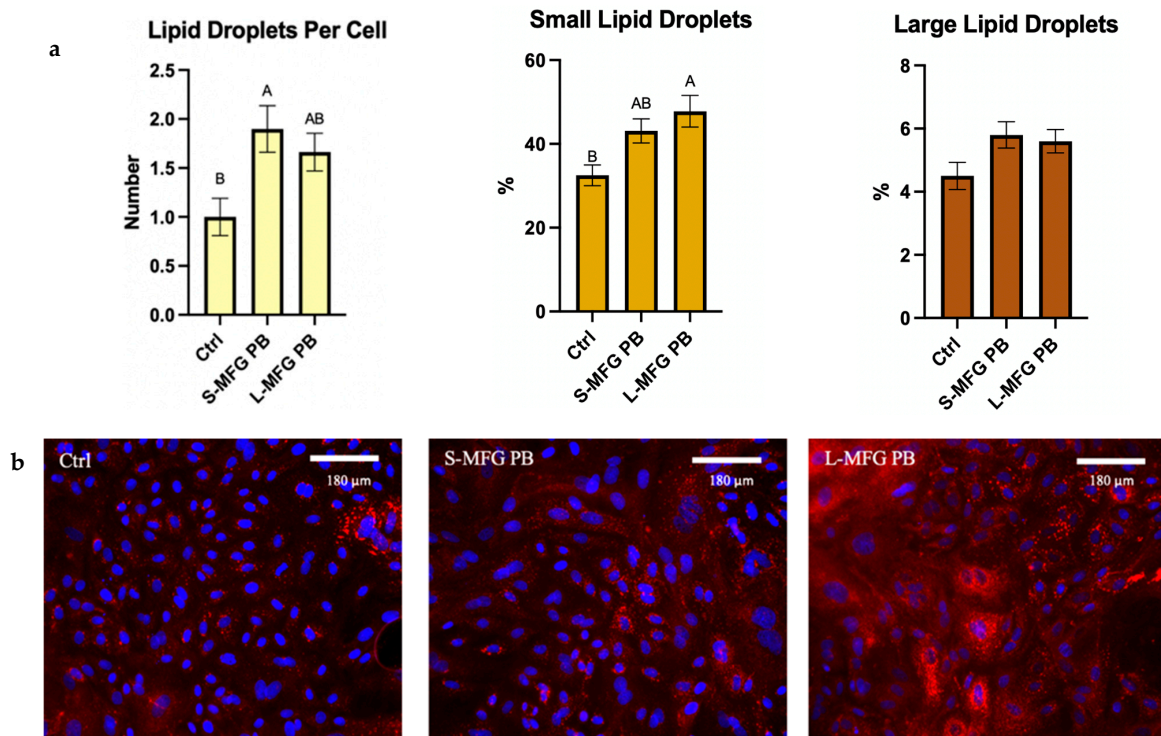 a
Lipid Droplets Per Cell
Number
2.5
2.0
1.5
1.0
0.5
0.0
B
A
AB
Ctrl
S-MFG PB
L-MFG PB
Small Lipid Droplets
%
60
40
20
0
B
AB
A
Ctrl
S-MFG PB
L-MFG PB
Large Lipid Droplets
%
8
6
4
2
0
Ctrl
S-MFG PB
L-MFG PB
b
Ctrl
180 µm
S-MFG PB
180 µm
L-MFG PB
180 µm